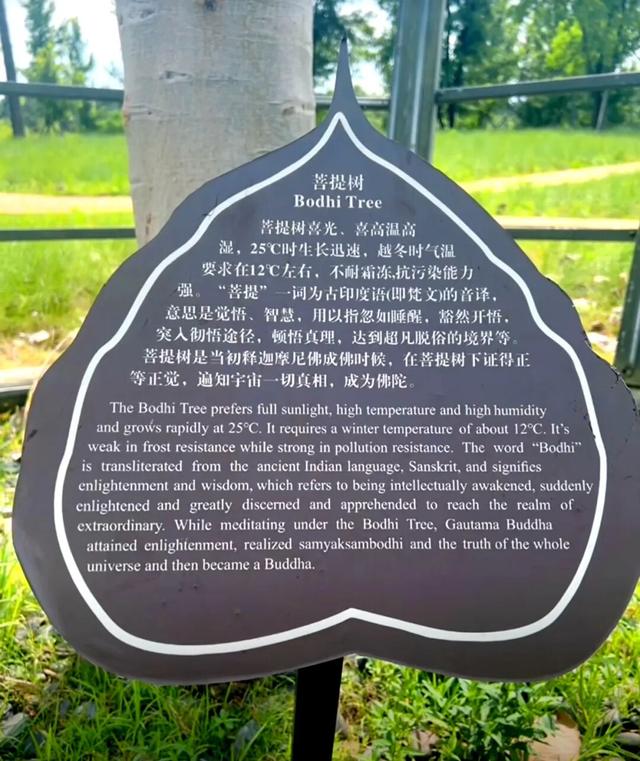 菩提树
Bodhi Tree
菩提树喜光、喜高温高
湿，25℃时生长迅速，越冬时气温
要求在12℃左右，不耐霜冻,抗污染能力
强。“菩提”一词为古印度语(即梵文)的音译，
意思是觉悟、智慧，用以指忽如睡醒，豁然开悟，
突入彻悟途径，顿悟真理，达到超凡脱俗的境界等。
菩提树是当初释迦摩尼佛成佛时候，在菩提树下证得正
等正觉，遍知宇宙一切真相，成为佛陀。
The Bodhi Tree prefers full sunlight, high temperature and high humidity
and grows rapidly at 25℃. It requires a winter temperature of about 12℃. It's
weak in frost resistance while strong in pollution resistance. The word “Bodhi”
is transliterated from the ancient Indian language, Sanskrit, and signifies
enlightenment and wisdom, which refers to being intellectually awakened, suddenly
enlightened and greatly discerned and apprehended to reach the realm of
extraordinary. While meditating under the Bodhi Tree, Gautama Buddha
attained enlightenment, realized samyaksambodhi and the truth of the whole
universe and then became a Buddha.